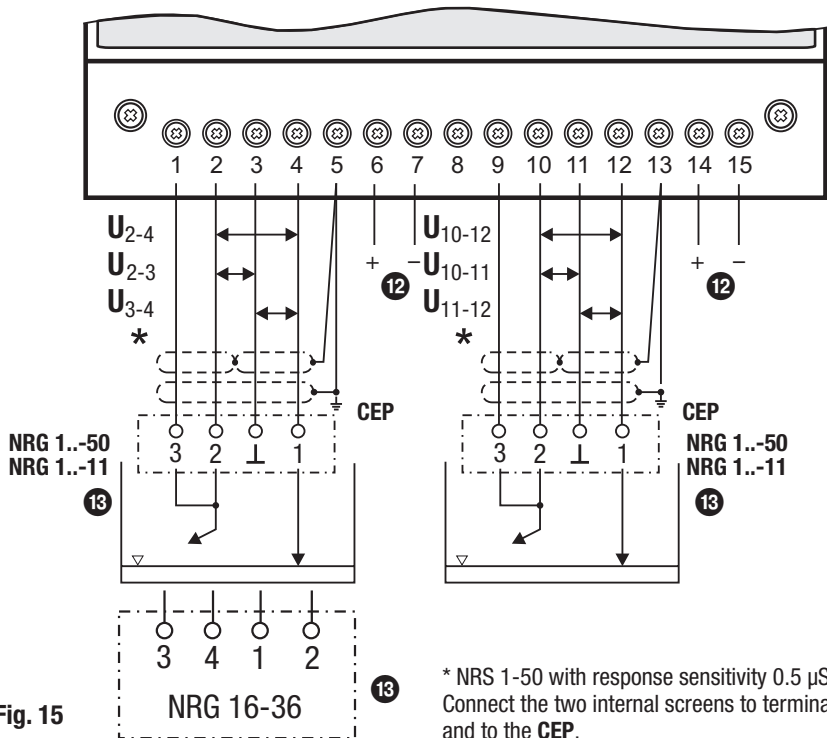 1 2 3 4 5 6 7 8 9 10 11 12 13 14 15
U2-4 U10-12
U2-3 + – 12 U10-11 + – 12
U3-4 U11-12
* *
CEP CEP
NRG 1..-50 3 2 ⊥ 1 3 2 ⊥ 1 NRG 1..-50
NRG 1..-11 NRG 1..-11
13 13
3 4 1 2
NRG 16-36 13
Fig. 15
* NRS 1-50 with response sensitivity 0.5 µS
Connect the two internal screens to
and to the CEP.